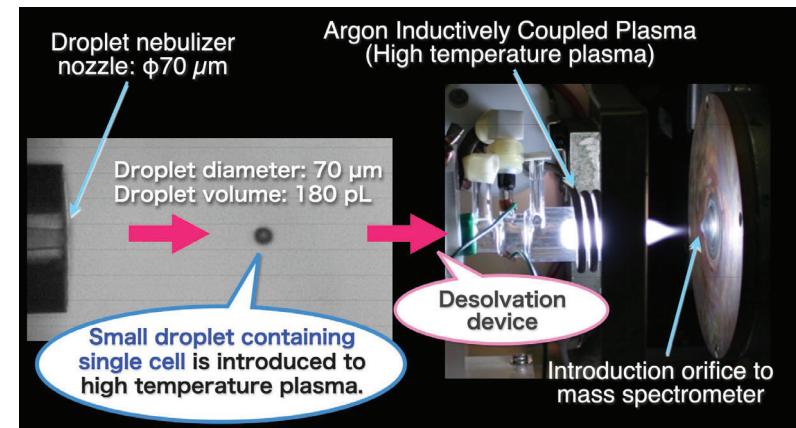 Droplet nebulizer
nozzle: φ70 μm
Argon Inductively Coupled Plasma
(High temperature plasma)
Droplet diameter: 70 μm
Droplet volume: 180 pL
Small droplet containing
single cell is introduced to
high temperature plasma.
Desolvation
device
Introduction orifice to
mass spectrometer